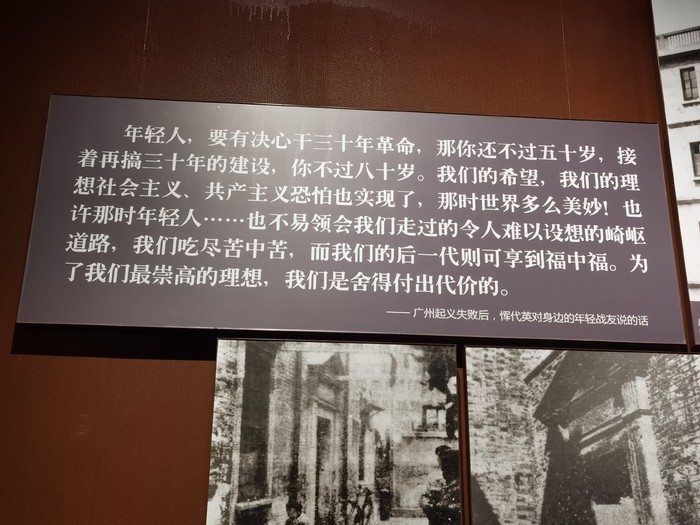 年轻人，要有决心干三十年革命，那你还不过五十岁，接
着再搞三十年的建设，你不过八十岁。我们的希望，我们的理
想社会主义、共产主义恐怕也实现了，那时世界多么美妙！也
许那时年轻人……也不易领会我们走过的令人难以设想的崎岖
道路，我们吃尽苦中苦，而我们的后一代则可享到福中福。为
了我们最崇高的理想，我们是舍得付出代价的。
—— 广州起义失败后，恽代英对身边的年轻战友说的话